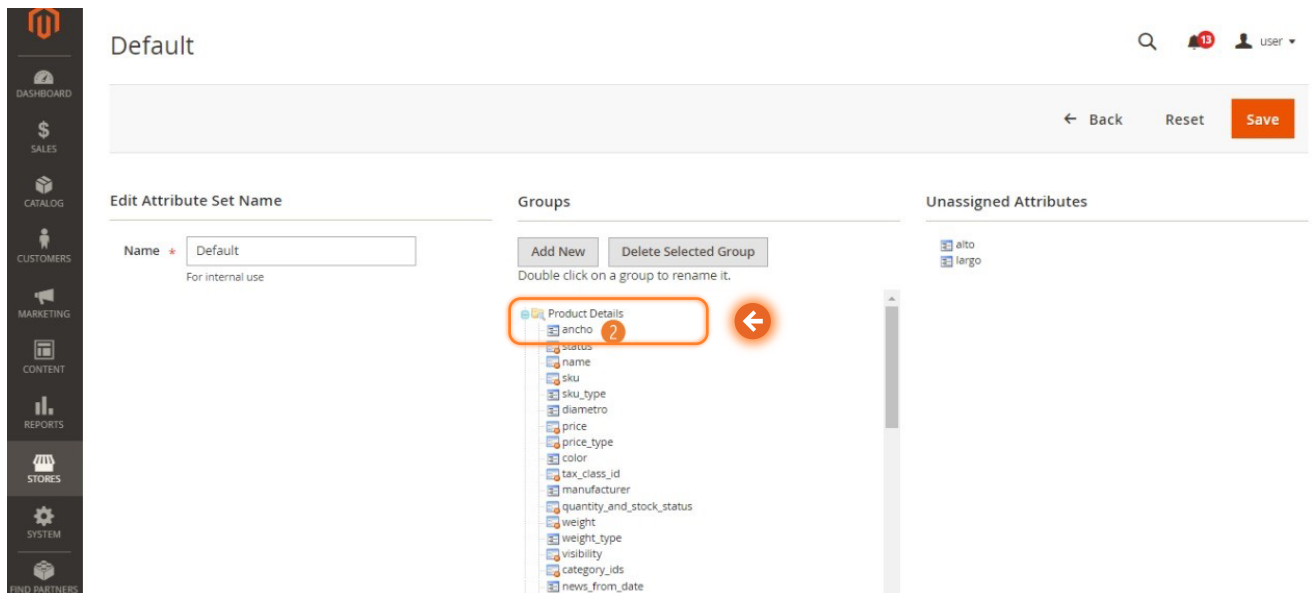 Default
13
user
DASHBOARD
SALES
CATALOG
CUSTOMERS
MARKETING
CONTENT
REPORTS
STORES
SYSTEM
FIND PARTNERS
← Back
Reset
Save
Edit Attribute Set Name
Name *
Default
For internal use
Groups
Add New
Delete Selected Group
Double click on a group to rename it.
Product Details
ancho
2
status
name
sku
sku_type
diametro
price
price_type
color
tax_class_id
manufacturer
quantity_and_stock_status
weight
weight_type
visibility
category_ids
news_from_date
Unassigned Attributes
alto
largo